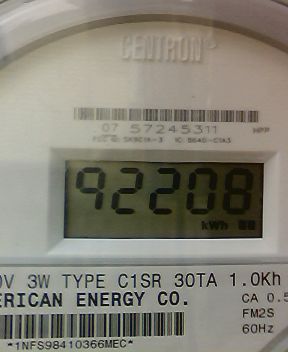 CENTRON®
07 57245311
92208
kWh
V 3W TYPE C1SR 30TA 1.0Kh
ERICAN ENERGY CO.
CA 0.5
FM2S
60Hz
*1NFS98410366MEC*